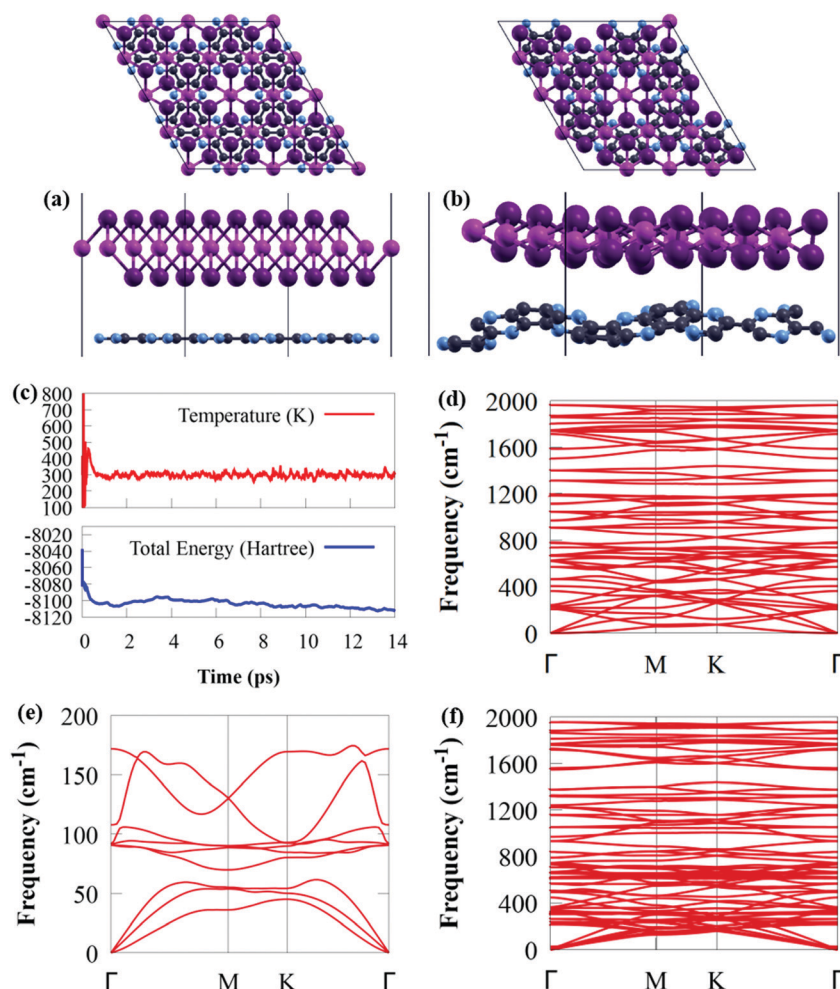 (a)
(b)
(c)
800
700
600
500
400
300
200
100
Temperature (K)
-8020
-8040
-8060
-8080
-8100
-8120
Total Energy (Hartree)
0 2 4 6 8 10 12 14
Time (ps)
(d)
Frequency (cm⁻¹)
2000
1600
1200
800
400
0
Γ M K Γ
(e)
Frequency (cm⁻¹)
200
150
100
50
0
Γ M K Γ
(f)
Frequency (cm⁻¹)
2000
1600
1200
800
400
0
Γ M K Γ